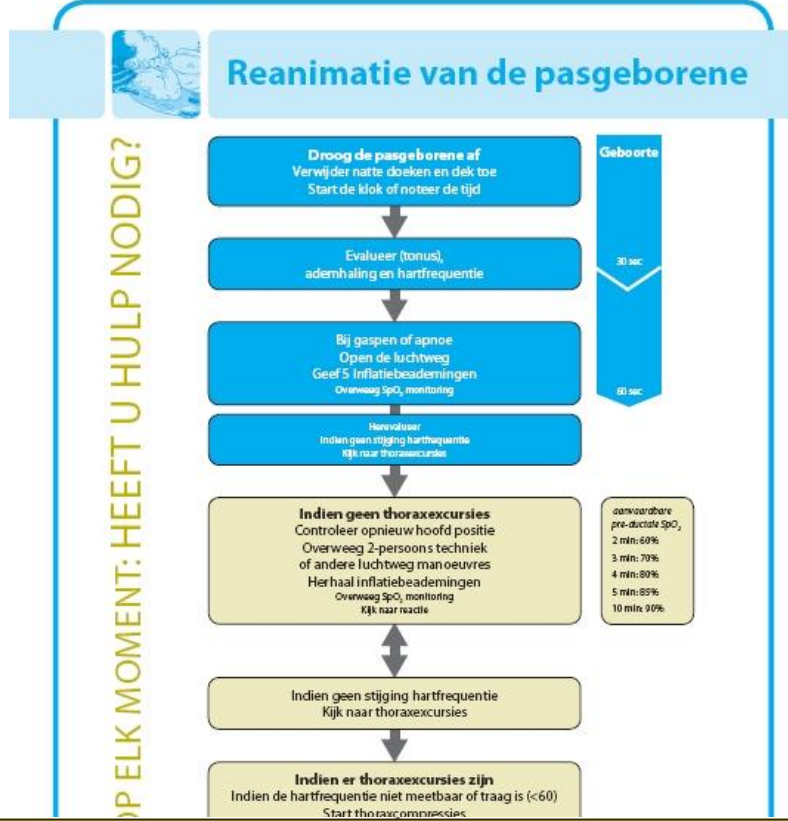 Reanimatie van de pasgeborene
OP ELK MOMENT: HEEFT U HULP NODIG?
Droog de pasgeborene af
Verwijder natte doeken en dek toe
Start de klok of noteer de tijd
Geboorte
Evalueer (tonus),
ademhaling en hartfrequentie
30 sec
Bij gaspen of apnoe
Open de luchtweg
Geef 5 Inflatiebeademingen
Overweeg SpO₂ monitoring
60 sec
Herevalueer
Indien geen stijging hartfrequentie
Kijk naar thoraxexcursies
Indien geen thoraxexcursies
Controleer opnieuw hoofd positie
Overweeg 2-persoons techniek
of andere luchtweg manoeuvres
Herhaal inflatiebeademingen
Overweeg SpO₂ monitoring
Kijk naar reactie
aanvaardbare
pre-ductale SpO₂
2 min: 60%
3 min: 70%
4 min: 80%
5 min: 85%
10 min: 90%
Indien geen stijging hartfrequentie
Kijk naar thoraxexcursies
Indien er thoraxexcursies zijn
Indien de hartfrequentie niet meetbaar of traag is (<60)
Start thoraxcompressies